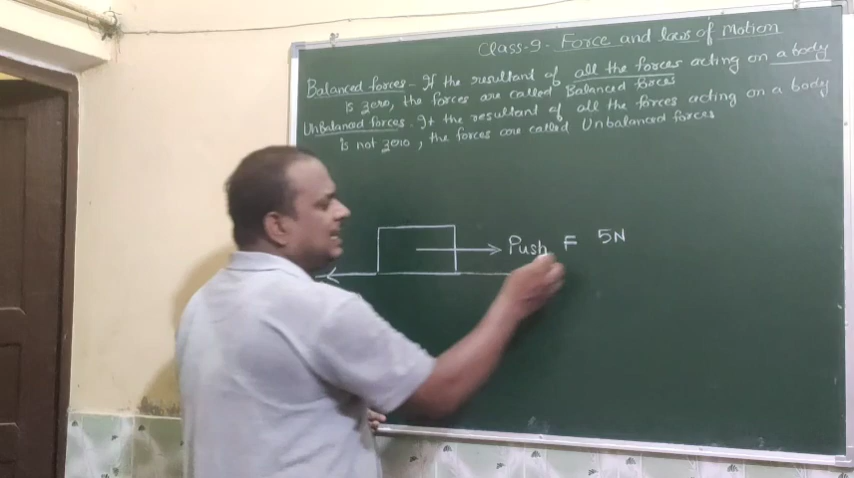 Class-9. Force and laws of Motion
Balanced forces - If the resultant of all the forces acting on a body
is zero, the forces are called Balanced forces
Unbalanced forces. If the resultant of all the forces acting on a body
is not zero, the forces are called Unbalanced forces
Push F 5N